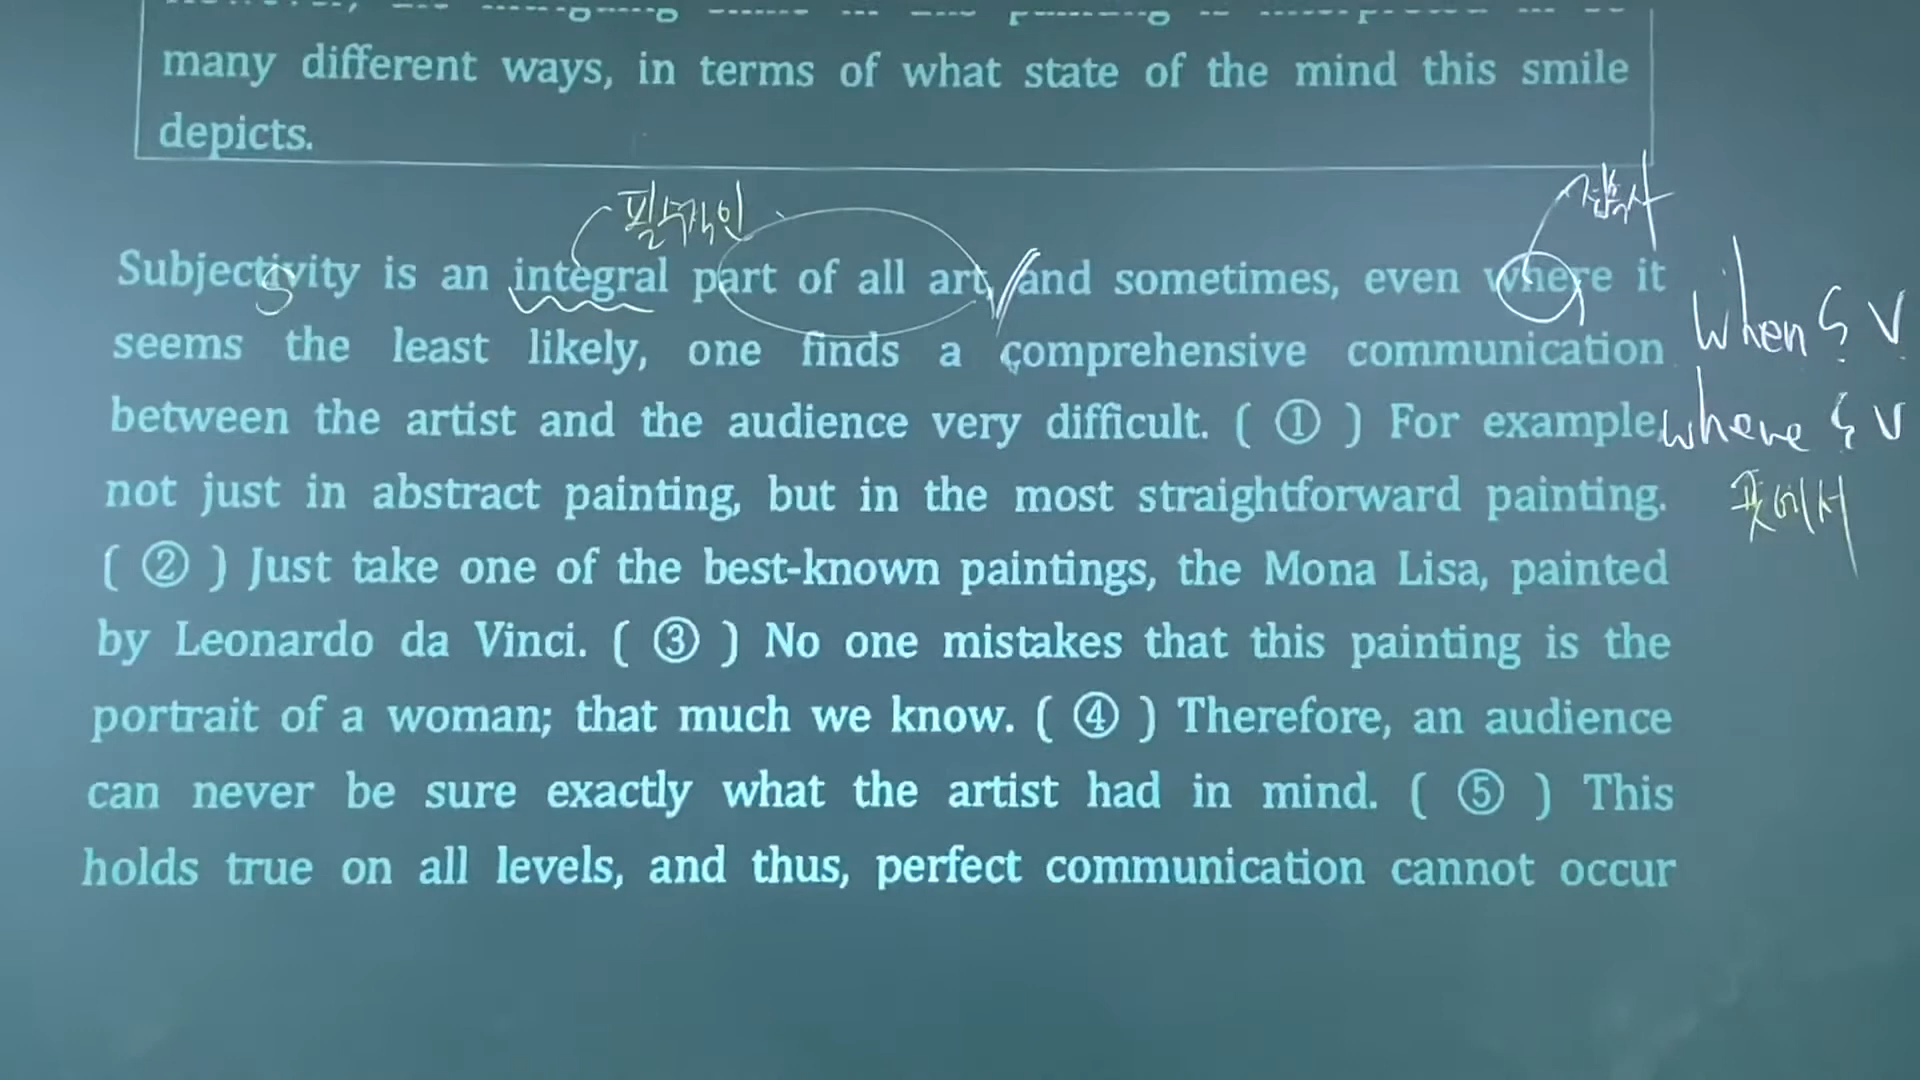 many different ways, in terms of what state of the mind this smile
depicts.
필수적인
접속사
Subjectivity is an integral part of all art, and sometimes, even where it
S
when S V
seems the least likely, one finds a comprehensive communication
between the artist and the audience very difficult. ( ① ) For example,
where S V
not just in abstract painting, but in the most straightforward painting.
곳에서
( ② ) Just take one of the best-known paintings, the Mona Lisa, painted
by Leonardo da Vinci. ( ③ ) No one mistakes that this painting is the
portrait of a woman; that much we know. ( ④ ) Therefore, an audience
can never be sure exactly what the artist had in mind. ( ⑤ ) This
holds true on all levels, and thus, perfect communication cannot occur